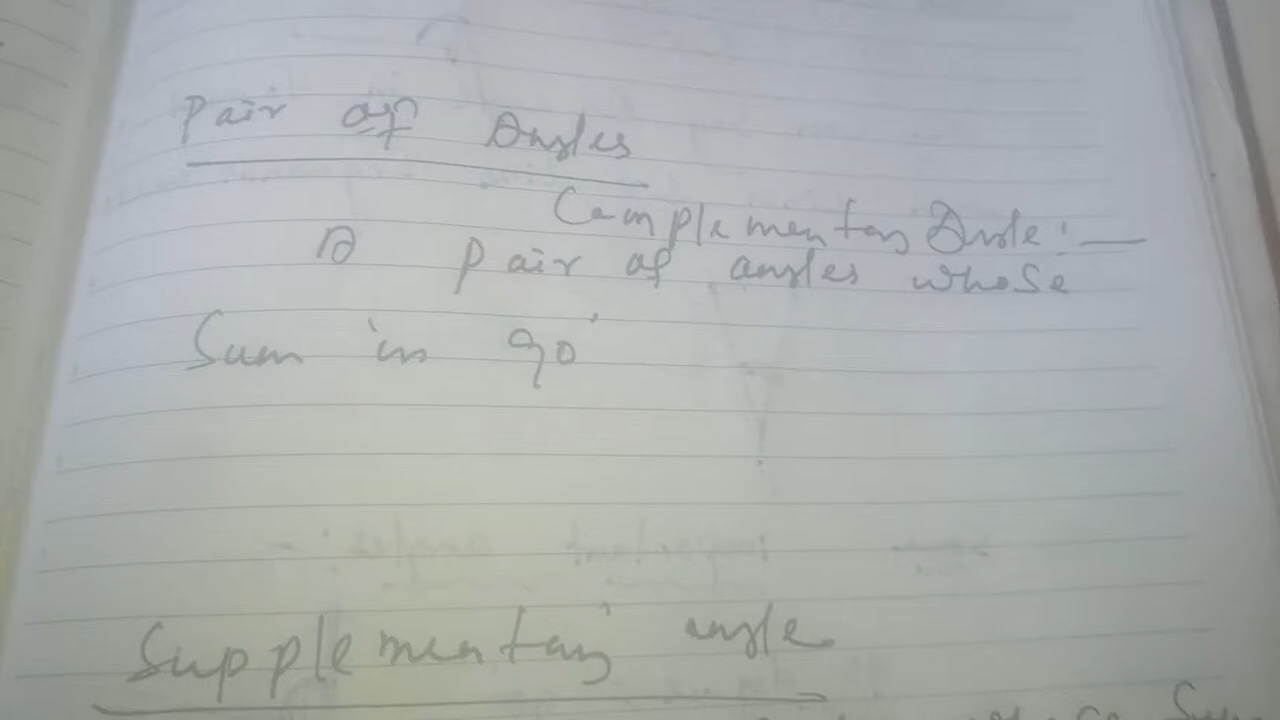 Pair of Angles
Complementary Angle:—
A pair of angles whose
Sum is 90°
Supplementary angle